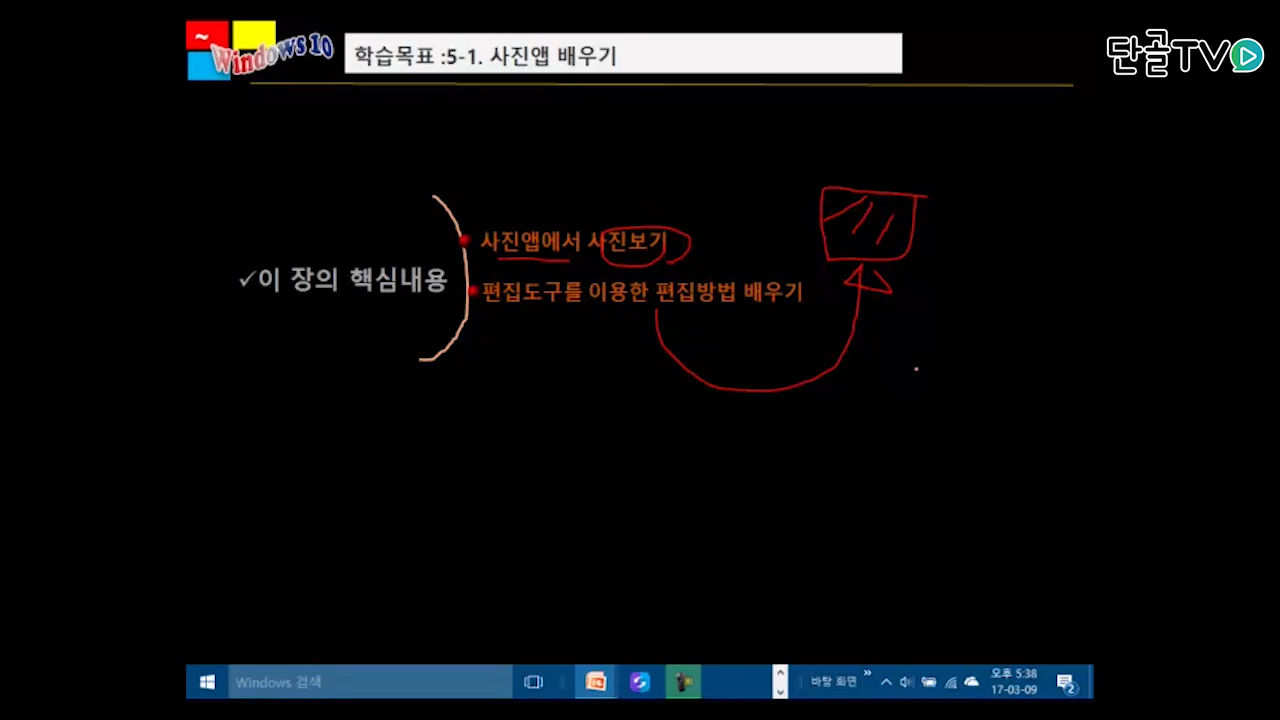 ~
Windows 10
학습목표 :5-1. 사진앱 배우기
단골TV
사진앱에서 사진보기
✓이 장의 핵심내용
편집도구를 이용한 편집방법 배우기
Windows 검색
바탕 화면
오후 5:38
17-03-09
2